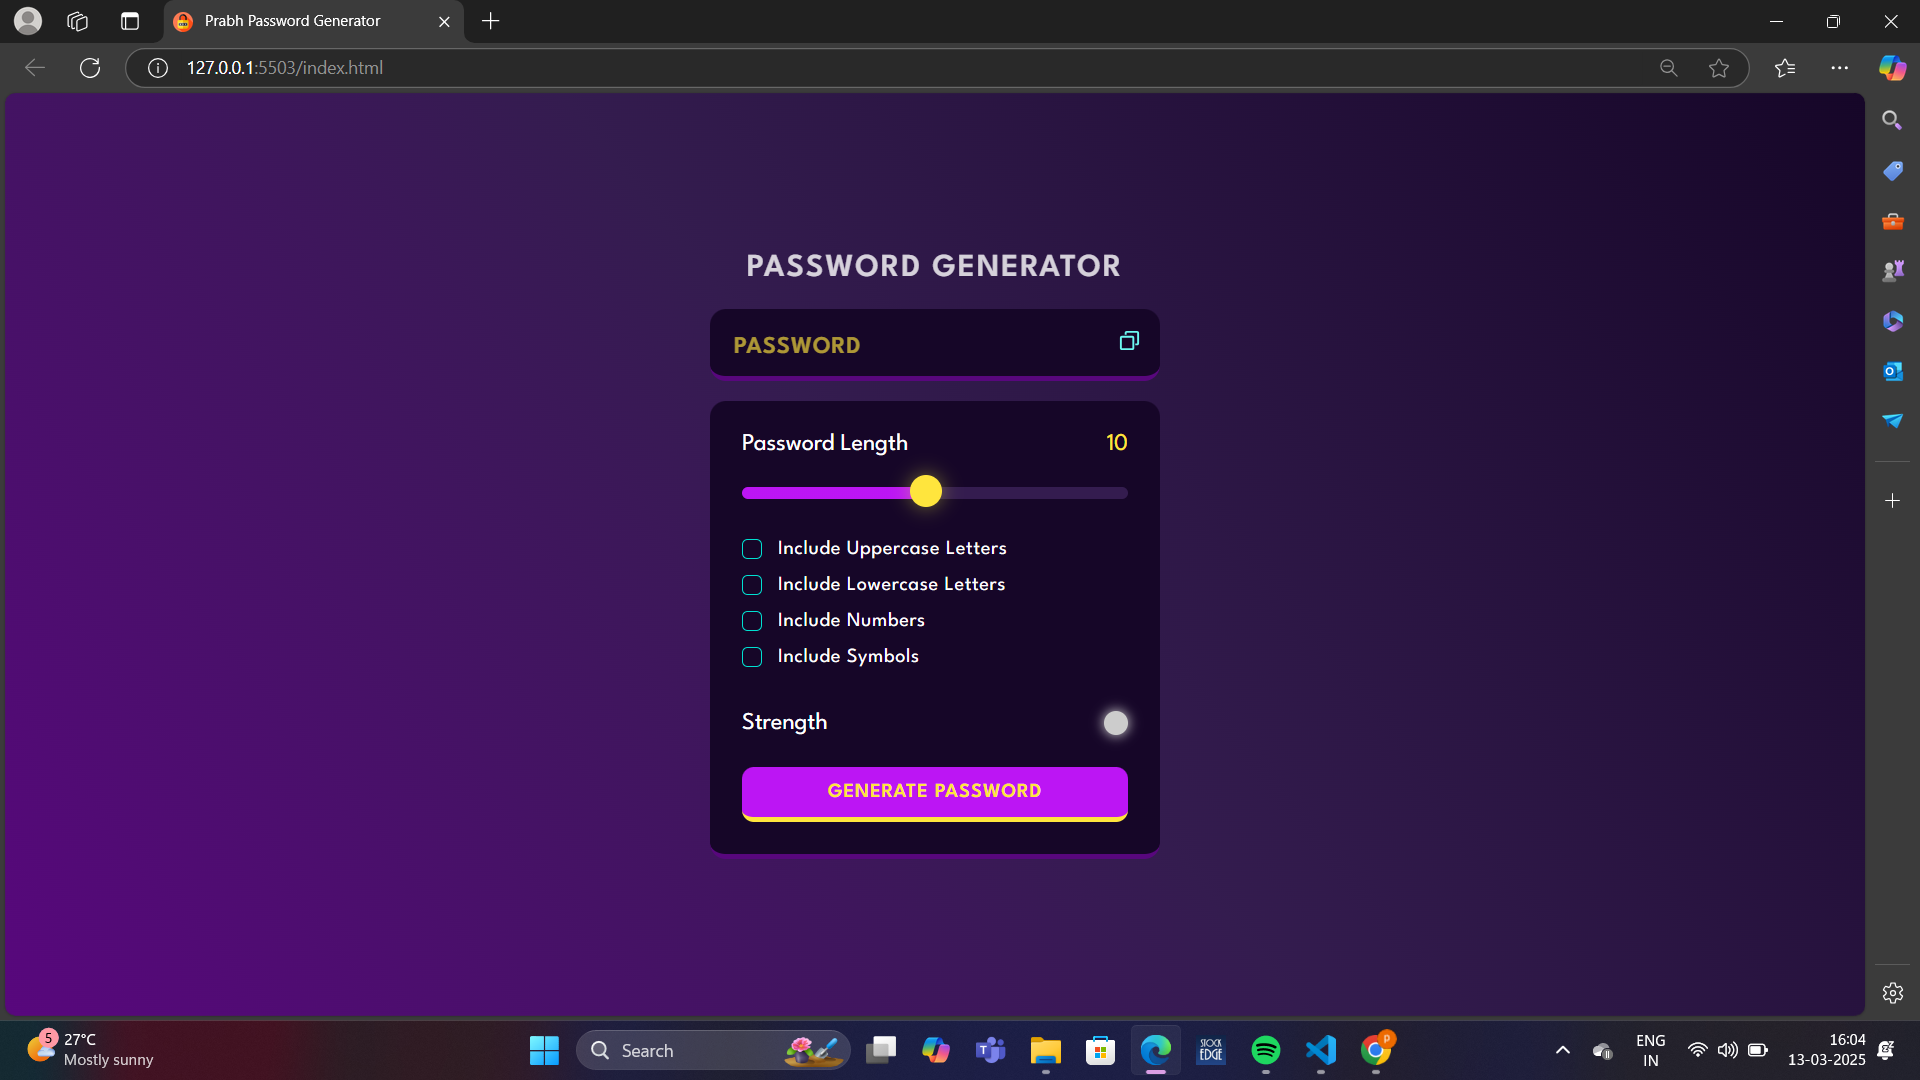 Prabh Password Generator
127.0.0.1:5503/index.html
PASSWORD GENERATOR
PASSWORD
Password Length 10
Include Uppercase Letters
Include Lowercase Letters
Include Numbers
Include Symbols
Strength
GENERATE PASSWORD
5
27°C
Mostly sunny
Search
STOCK
EDGE
P
ENG
IN
16:04
13-03-2025